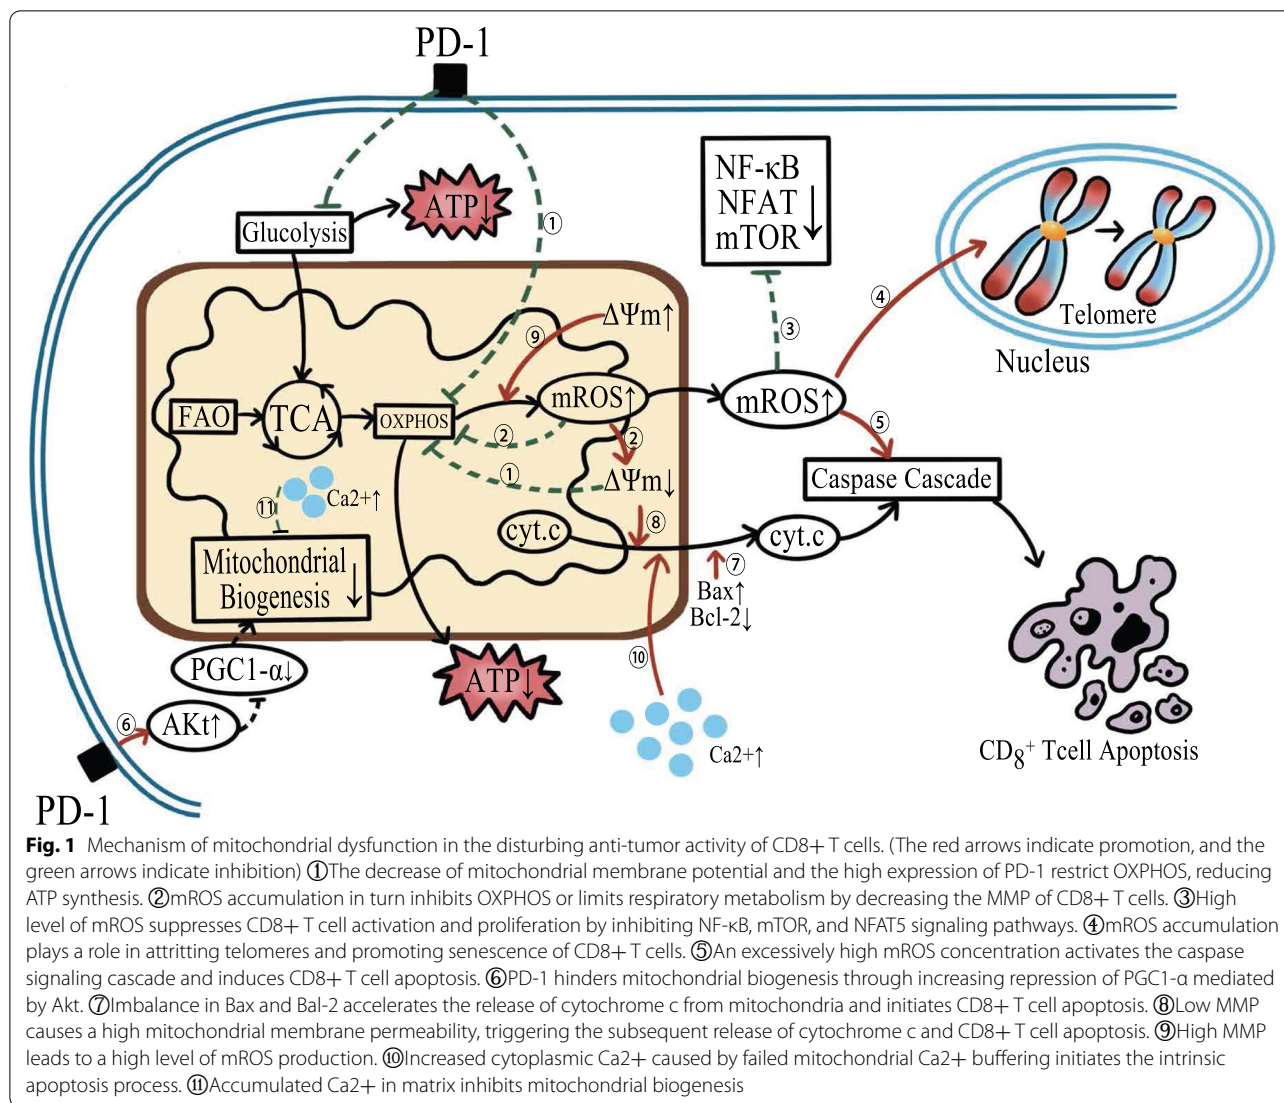 PD-1
①
NF-κB
NFAT
mTOR
↓
ATP↓
Glucolysis
④
Telomere
Nucleus
ΔΨm↑
⑨
③
FAO
TCA
OXPHOS
mROS↑
mROS↑
②
②
⑤
①
ΔΨm↓
Caspase Cascade
Ca2+↑
⑪
cyt.c
⑧
cyt.c
Mitochondrial
Biogenesis
↓
⑦
Bax↑
Bcl-2↓
PGC1-α↓
⑩
ATP↓
⑥
AKt↑
Ca2+↑
CD8+ Tcell Apoptosis
PD-1
Fig. 1 Mechanism of mitochondrial dysfunction in the disturbing anti-tumor activity of CD8+ T cells. (The red arrows indicate promotion, and the
green arrows indicate inhibition) ①The decrease of mitochondrial membrane potential and the high expression of PD-1 restrict OXPHOS, reducing
ATP synthesis. ②mROS accumulation in turn inhibits OXPHOS or limits respiratory metabolism by decreasing the MMP of CD8+ T cells. ③High
level of mROS suppresses CD8+ T cell activation and proliferation by inhibiting NF-κB, mTOR, and NFAT5 signaling pathways. ④mROS accumulation
plays a role in attritting telomeres and promoting senescence of CD8+ T cells. ⑤An excessively high mROS concentration activates the caspase
signaling cascade and induces CD8+ T cell apoptosis. ⑥PD-1 hinders mitochondrial biogenesis through increasing repression of PGC1-α mediated
by Akt. ⑦Imbalance in Bax and Bal-2 accelerates the release of cytochrome c from mitochondria and initiates CD8+ T cell apoptosis. ⑧Low MMP
causes a high mitochondrial membrane permeability, triggering the subsequent release of cytochrome c and CD8+ T cell apoptosis. ⑨High MMP
leads to a high level of mROS production. ⑩Increased cytoplasmic Ca2+ caused by failed mitochondrial Ca2+ buffering initiates the intrinsic
apoptosis process. ⑪Accumulated Ca2+ in matrix inhibits mitochondrial biogenesis